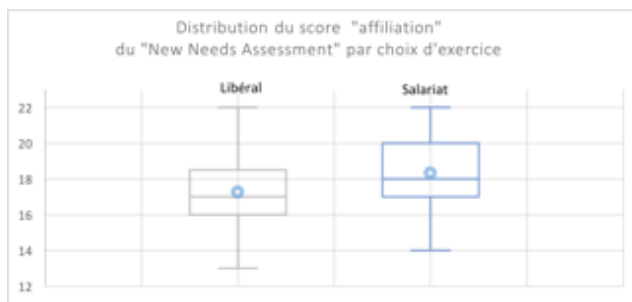 Distribution du score "affiliation"
du "New Needs Assessment" par choix d'exercice
Libéral
Salariat
22
20
18
16
14
12